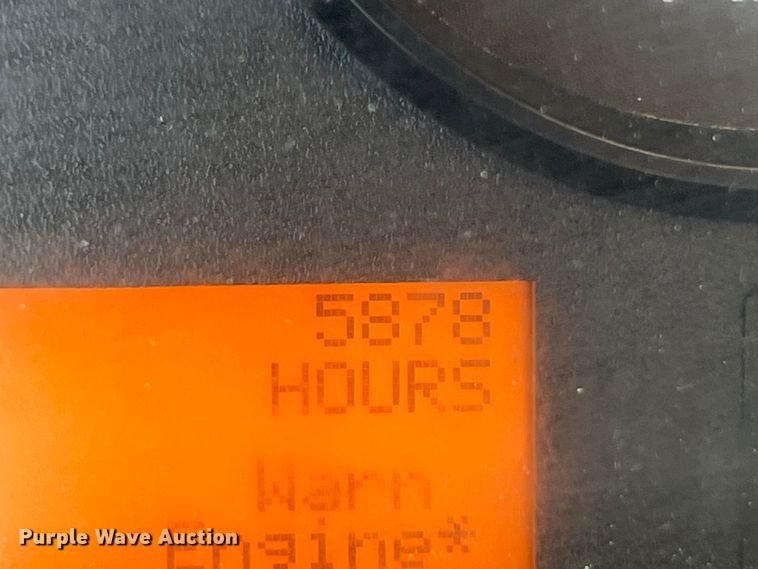 5878
HOURS
Warn
Engine*
Purple Wave Auction